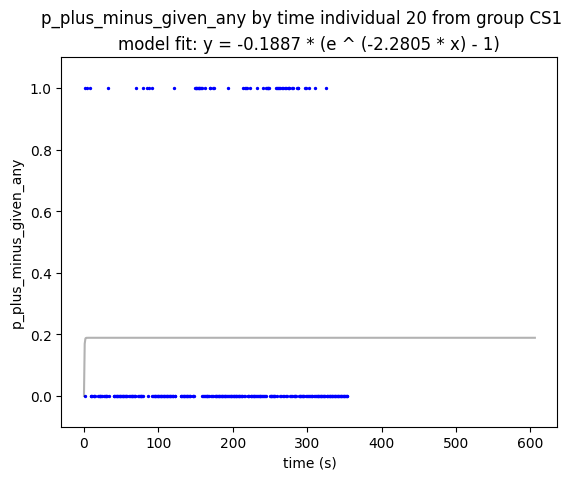 p_plus_minus_given_any by time individual 20 from group CS1
model fit: y = -0.1887 * (e ^ (-2.2805 * x) - 1)
p_plus_minus_given_any
1.0
0.8
0.6
0.4
0.2
0.0
0 100 200 300 400 500 600
time (s)